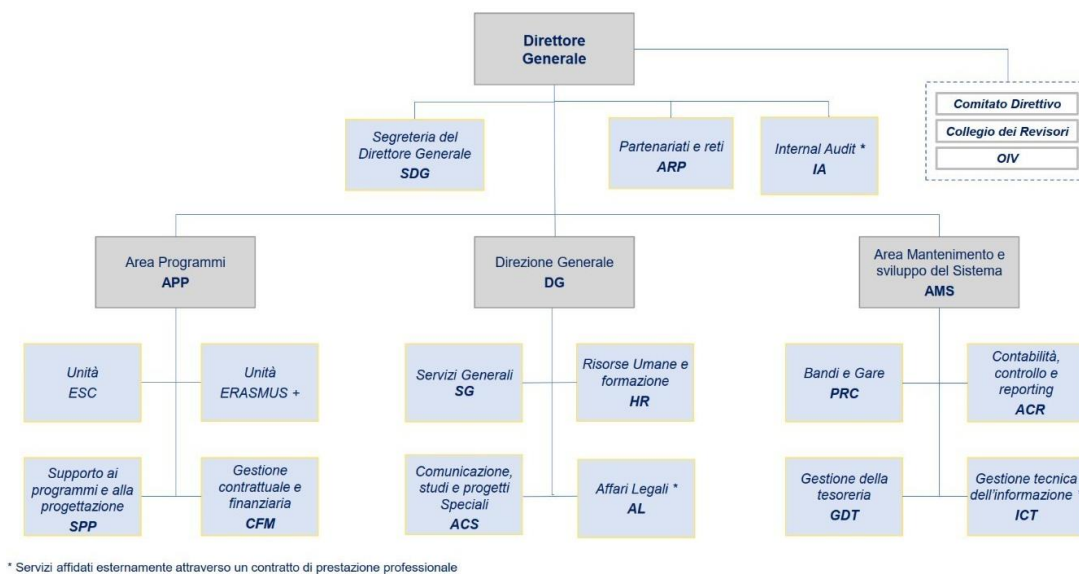 Direttore
Generale
Comitato Direttivo
Collegio dei Revisori
OIV
Segreteria del
Direttore Generale
SDG
Partenariati e reti
ARP
Internal Audit *
IA
Area Programmi
APP
Direzione Generale
DG
Area Mantenimento e
sviluppo del Sistema
AMS
Unità
ESC
Unità
ERASMUS +
Servizi Generali
SG
Risorse Umane e
formazione
HR
Bandi e Gare
PRC
Contabilità,
controllo e
reporting
ACR
Supporto ai
programmi e alla
progettazione
SPP
Gestione
contrattuale e
finanziaria
CFM
Comunicazione,
studi e progetti
Speciali
ACS
Affari Legali *
AL
Gestione della
tesoreria
GDT
Gestione tecnica
dell'informazione *
ICT
* Servizi affidati esternamente attraverso un contratto di prestazione professionale